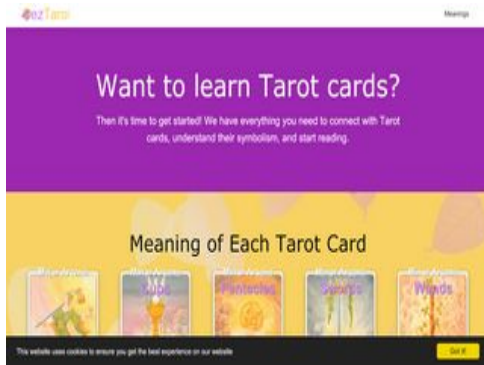 ezTarot
Meanings
Want to learn Tarot cards?
Then it's time to get started! We have everything you need to connect with Tarot
cards, understand their symbolism, and start reading.
Meaning of Each Tarot Card
Pentacles
Swords
Wands
This website uses cookies to ensure you get the best experience on our website
Got it!